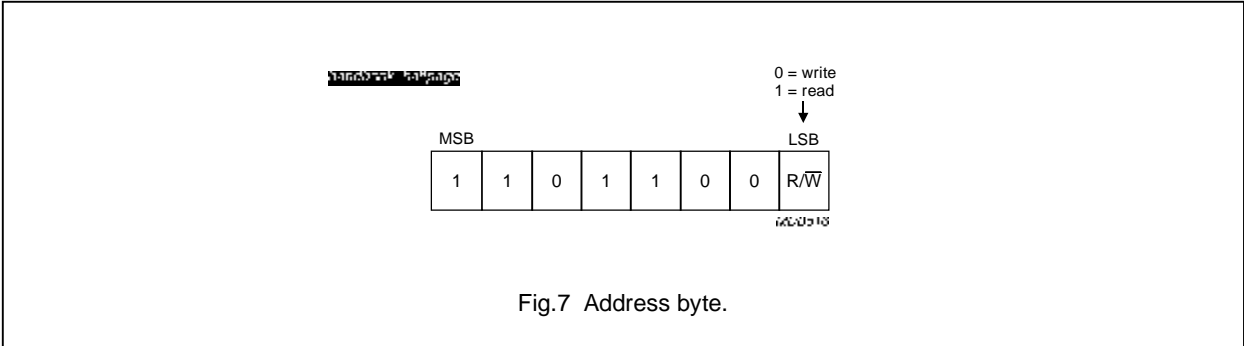 0 = write
1 = read
MSB LSB
1 1 0 1 1 0 0 R/W̅
Fig.7 Address byte.